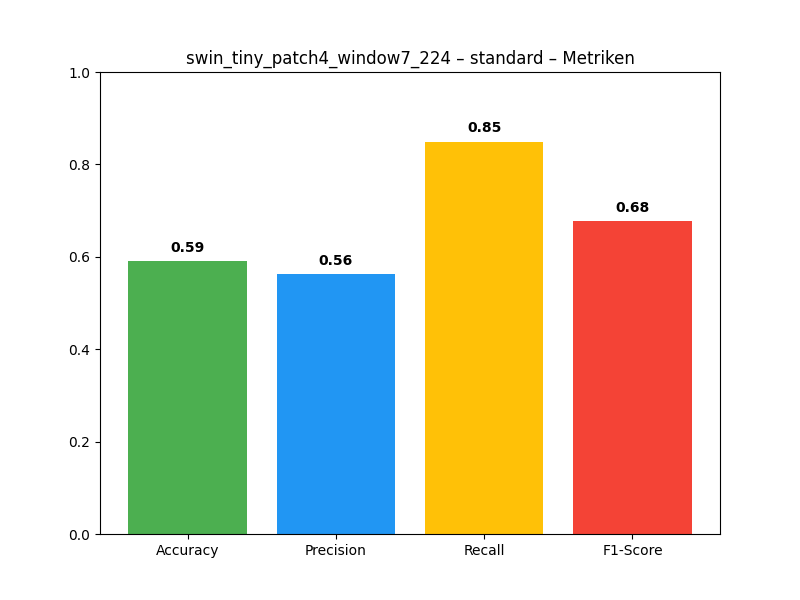 swin_tiny_patch4_window7_224 – standard – Metriken
1.0
0.8
0.6
0.4
0.2
0.0
0.59
0.56
0.85
0.68
Accuracy
Precision
Recall
F1-Score